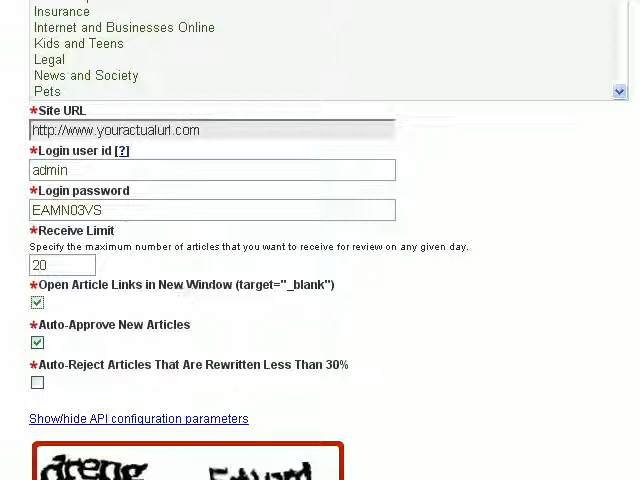 Insurance
Internet and Businesses Online
Kids and Teens
Legal
News and Society
Pets
*Site URL
http://www.youractualurl.com
*Login user id [?]
admin
*Login password
EAMN03VS
*Receive Limit
Specify the maximum number of articles that you want to receive for review on any given day.
20
*Open Article Links in New Window (target="_blank")
*Auto-Approve New Articles
*Auto-Reject Articles That Are Rewritten Less Than 30%
Show/hide API configuration parameters